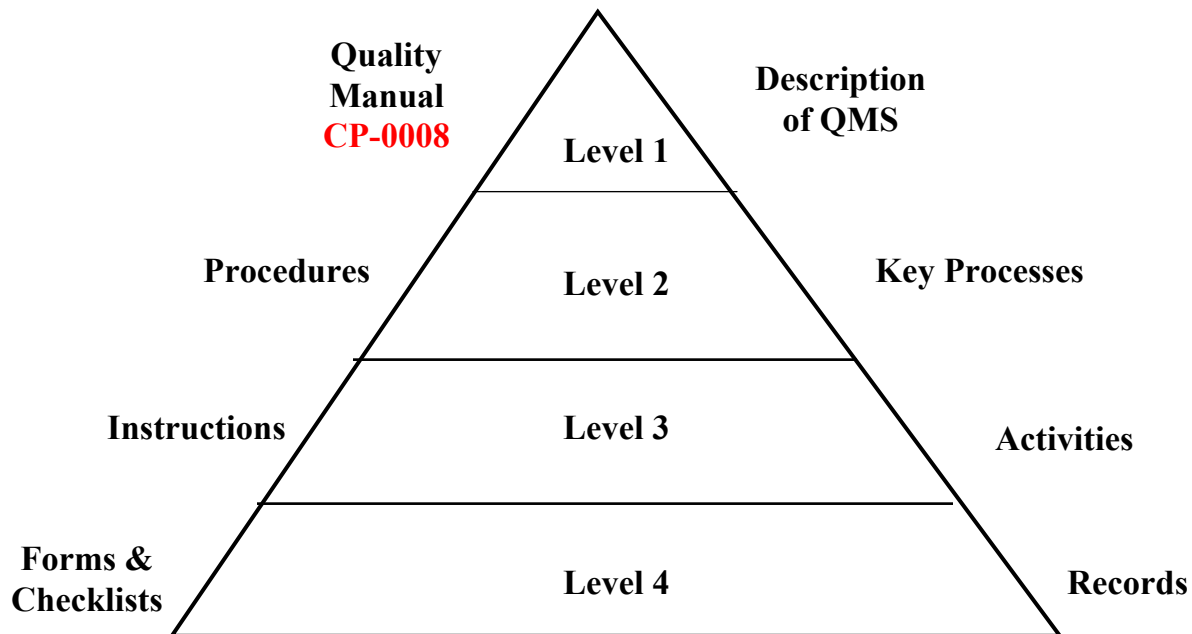 Quality
Manual
CP-0008
Description
of QMS
Level 1
Procedures
Level 2
Key Processes
Instructions
Level 3
Activities
Forms &
Checklists
Level 4
Records